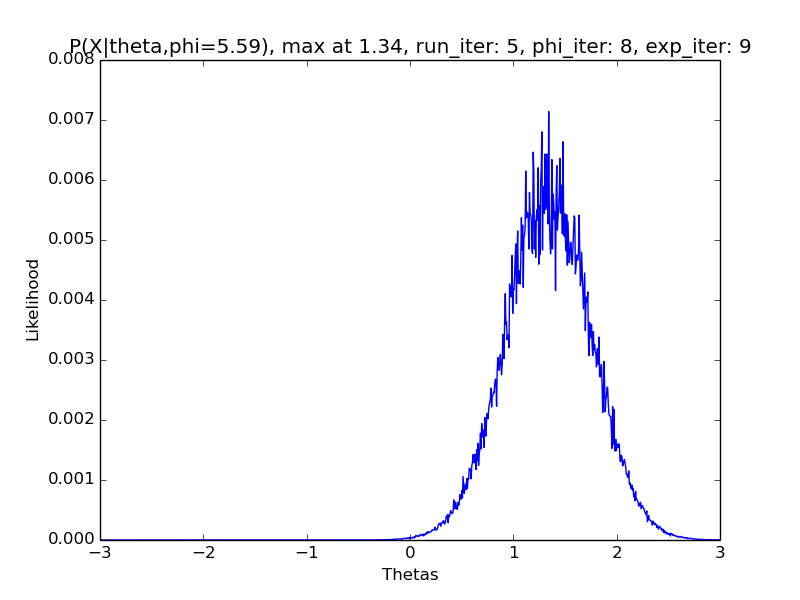 P(X|theta,phi=5.59), max at 1.34, run_iter: 5, phi_iter: 8, exp_iter: 9
0.008
0.007
0.006
0.005
0.004
0.003
0.002
0.001
0.000
Likelihood
−3 −2 −1 0 1 2 3
Thetas